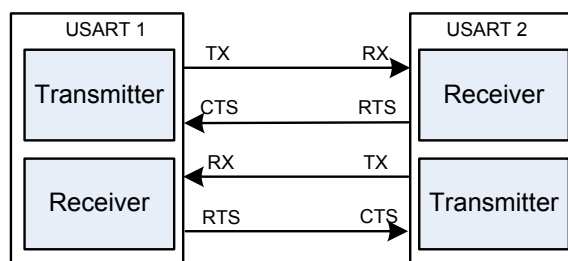 USART 1
USART 2
TX
RX
Transmitter
Receiver
CTS
RTS
RX
TX
Receiver
Transmitter
RTS
CTS